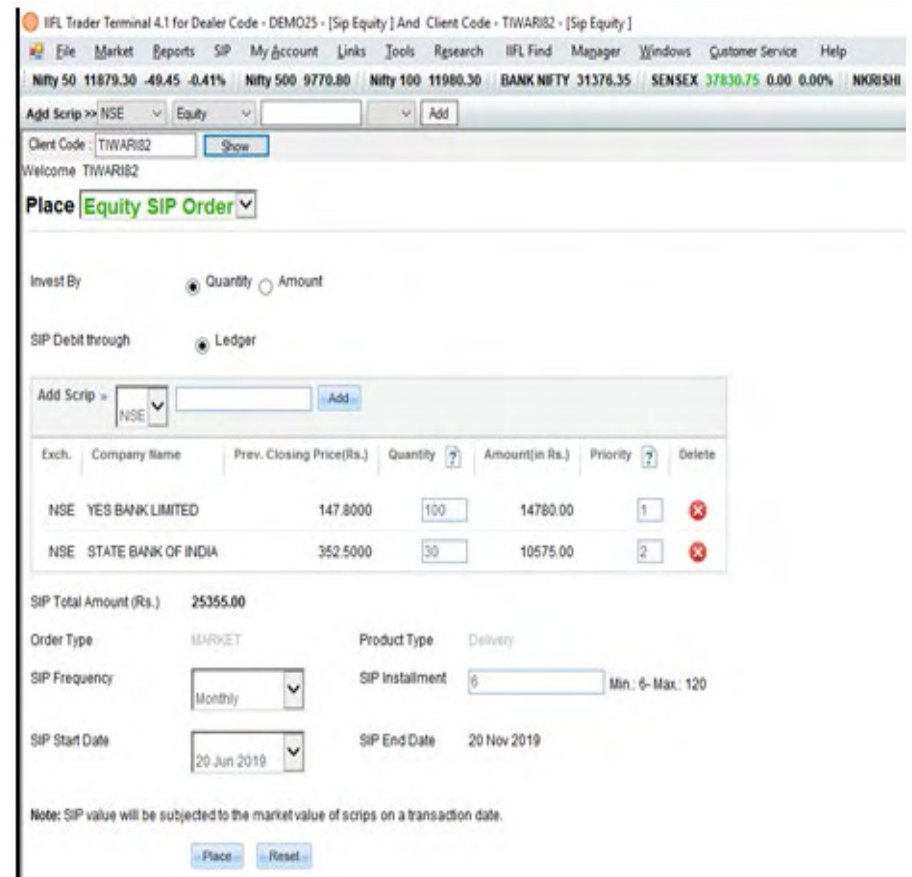 IIFL Trader Terminal 4.1 for Dealer Code - DEMO25 - [Sip Equity ] And Client Code - TIWARI82 - [Sip Equity ]
File Market Reports SIP My Account Links Tools Research IIFL Find Manager Windows Customer Service Help
Nifty 50 11879.30 -49.45 -0.41% Nifty 500 9770.80 Nifty 100 11980.30 BANK NIFTY 31376.35 SENSEX 37830.75 0.00 0.00% NKRISHI
Add Scrip >> NSE Equity Add
Client Code : TIWARI82 Show
Welcome TIWARI82
Place Equity SIP Order
Invest By Quantity Amount
SIP Debit through Ledger
Add Scrip » NSE Add
Exch. Company Name Prev. Closing Price(Rs.) Quantity ? Amount(in Rs.) Priority ? Delete
NSE YES BANK LIMITED 147.8000 100 14780.00 1
NSE STATE BANK OF INDIA 352.5000 30 10575.00 2
SIP Total Amount (Rs.) 25355.00
Order Type MARKET Product Type Delivery
SIP Frequency Monthly SIP Installment 6 Min.: 6- Max.: 120
SIP Start Date 20 Jun 2019 SIP End Date 20 Nov 2019
Note: SIP value will be subjected to the market value of scrips on a transaction date.
Place Reset